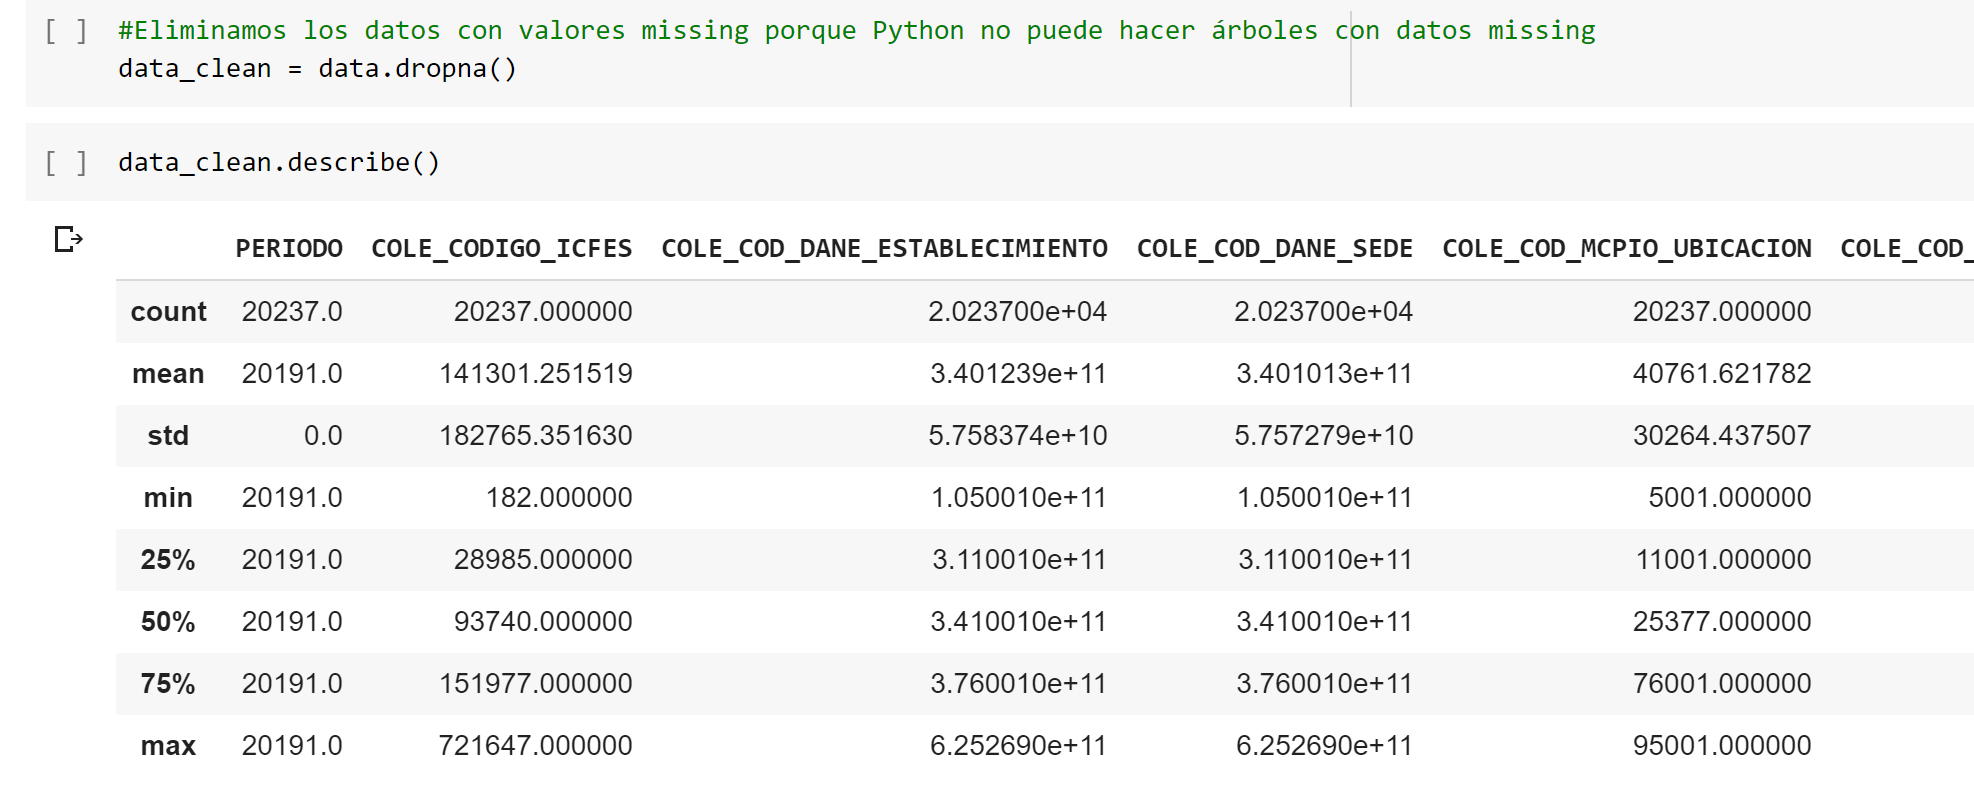 [ ] #Eliminamos los datos con valores missing porque Python no puede hacer árboles con datos missing
data_clean = data.dropna()
[ ] data_clean.describe()
PERIODO COLE_CODIGO_ICFES COLE_COD_DANE_ESTABLECIMIENTO COLE_COD_DANE_SEDE COLE_COD_MCPIO_UBICACION COLE_COD_
count 20237.0 20237.000000 2.023700e+04 2.023700e+04 20237.000000
mean 20191.0 141301.251519 3.401239e+11 3.401013e+11 40761.621782
std 0.0 182765.351630 5.758374e+10 5.757279e+10 30264.437507
min 20191.0 182.000000 1.050010e+11 1.050010e+11 5001.000000
25% 20191.0 28985.000000 3.110010e+11 3.110010e+11 11001.000000
50% 20191.0 93740.000000 3.410010e+11 3.410010e+11 25377.000000
75% 20191.0 151977.000000 3.760010e+11 3.760010e+11 76001.000000
max 20191.0 721647.000000 6.252690e+11 6.252690e+11 95001.000000